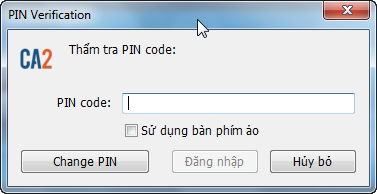 PIN Verification
CA2
Thẩm tra PIN code:
PIN code:
Sử dụng bàn phím ảo
Change PIN
Đăng nhập
Hủy bỏ